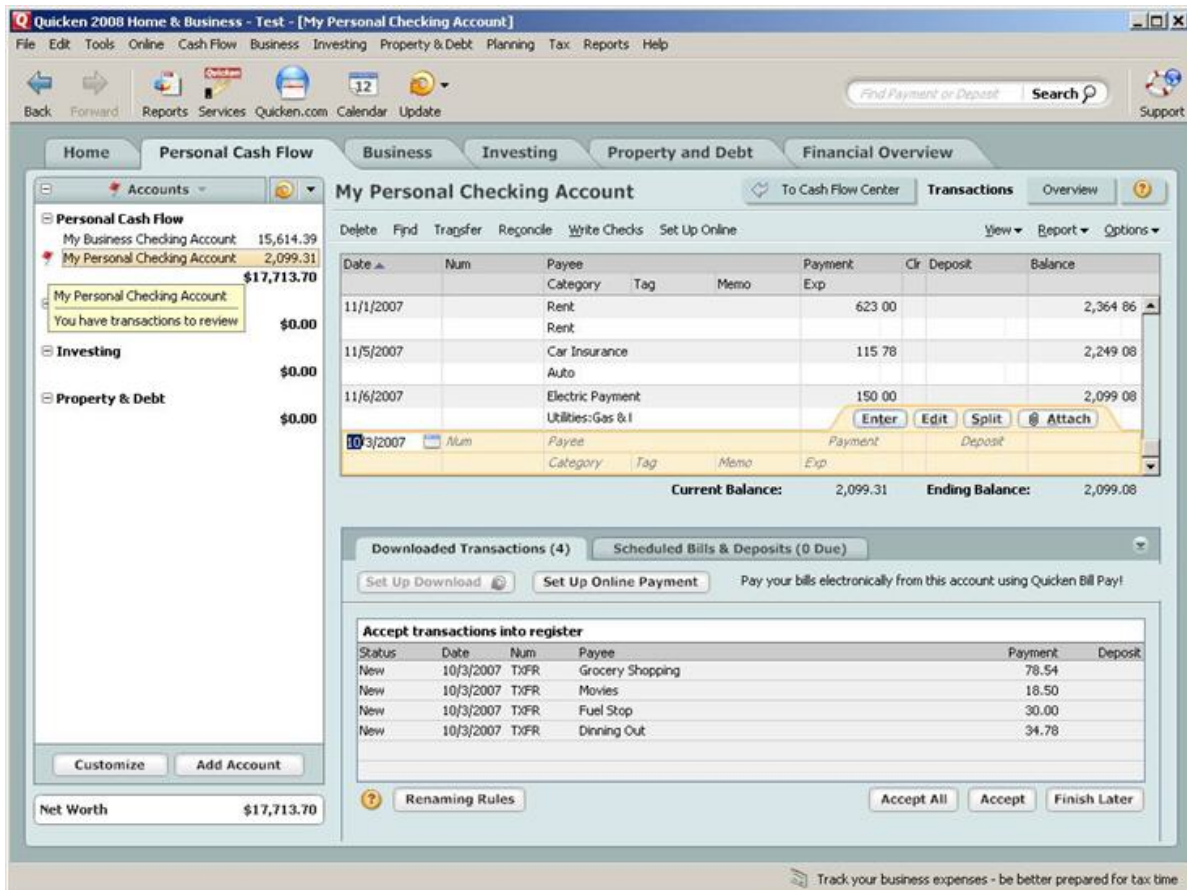 Quicken 2008 Home & Business - Test - [My Personal Checking Account]
File Edit Tools Online Cash Flow Business Investing Property & Debt Planning Tax Reports Help
Quicken
12
Find Payment or Deposit Search
Back Forward Reports Services Quicken.com Calendar Update Support
Home Personal Cash Flow Business Investing Property and Debt Financial Overview
Accounts
Personal Cash Flow
My Business Checking Account 15,614.39
My Personal Checking Account 2,099.31
$17,713.70
My Personal Checking Account
You have transactions to review
$0.00
Investing
$0.00
Property & Debt
$0.00
Customize Add Account
Net Worth $17,713.70
My Personal Checking Account To Cash Flow Center Transactions Overview ?
Delete Find Transfer Reconcile Write Checks Set Up Online View Report Options
Date Num Payee Payment Clr Deposit Balance
Category Tag Memo Exp
11/1/2007 Rent 623 00 2,364 86
Rent
11/5/2007 Car Insurance 115 78 2,249 08
Auto
11/6/2007 Electric Payment 150 00 2,099 08
Utilities:Gas & l Enter Edit Split Attach
10/3/2007 Num Payee Payment Deposit
Category Tag Memo Exp
Current Balance: 2,099.31 Ending Balance: 2,099.08
Downloaded Transactions (4) Scheduled Bills & Deposits (0 Due)
Set Up Download Set Up Online Payment Pay your bills electronically from this account using Quicken Bill Pay!
Accept transactions into register
Status Date Num Payee Payment Deposit
New 10/3/2007 TXFR Grocery Shopping 78.54
New 10/3/2007 TXFR Movies 18.50
New 10/3/2007 TXFR Fuel Stop 30.00
New 10/3/2007 TXFR Dinning Out 34.78
? Renaming Rules Accept All Accept Finish Later
Track your business expenses - be better prepared for tax time